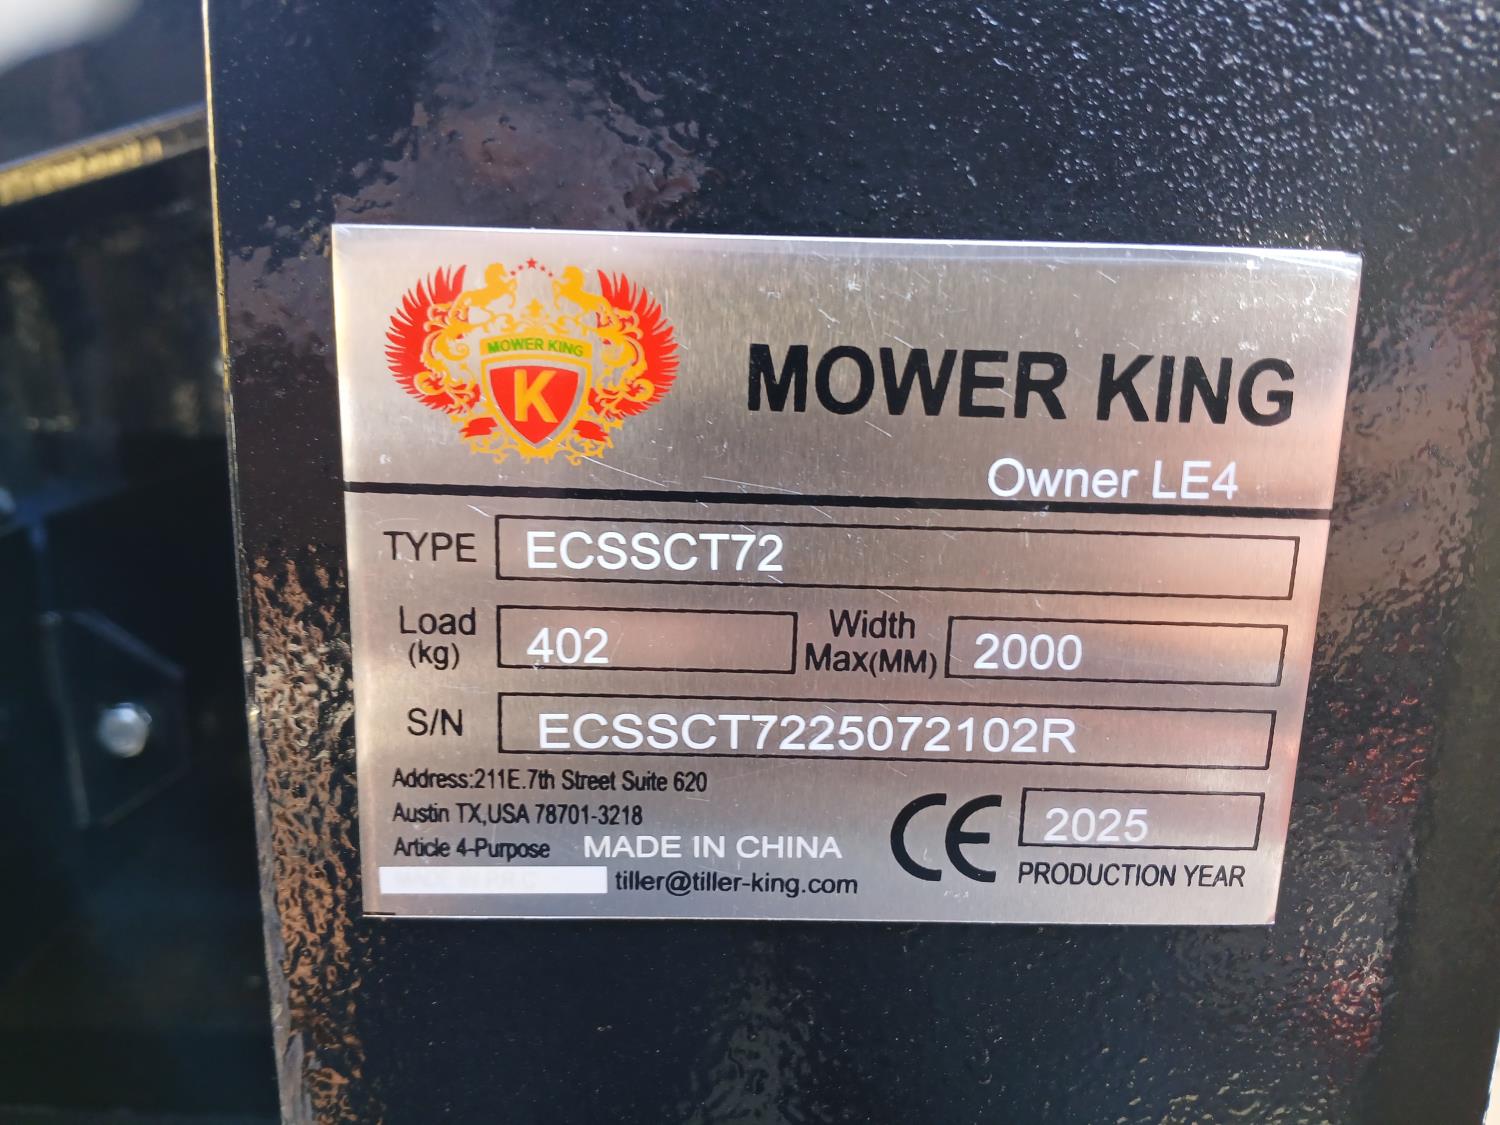 MOWER KING
K
MOWER KING
Owner LE4
TYPE ECSSCT72
Load (kg) 402 Width Max(MM) 2000
S/N ECSSCT7225072102R
Address:211E.7th Street Suite 620
Austin TX,USA 78701-3218
Article 4-Purpose MADE IN CHINA
tiller@tiller-king.com
CE 2025
PRODUCTION YEAR